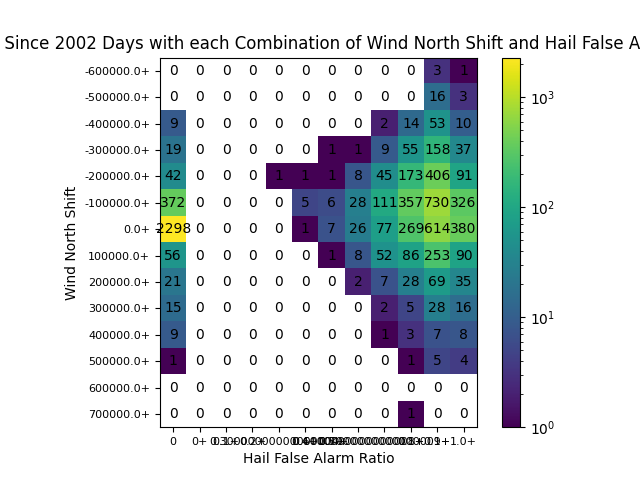 Since 2002 Days with each Combination of Wind North Shift and Hail False A
-600000.0+ 0 0 0 0 0 0 0 0 0 0 3 1
-500000.0+ 0 0 0 0 0 0 0 0 0 0 16 3
-400000.0+ 9 0 0 0 0 0 0 0 2 14 53 10
-300000.0+ 19 0 0 0 0 0 1 1 9 55 158 37
-200000.0+ 42 0 0 0 1 1 1 8 45 173 406 91
-100000.0+ 372 0 0 0 0 5 6 28 111 357 730 326
0.0+ 2298 0 0 0 0 1 7 26 77 269 614 380
100000.0+ 56 0 0 0 0 0 1 8 52 86 253 90
200000.0+ 21 0 0 0 0 0 0 2 7 28 69 35
300000.0+ 15 0 0 0 0 0 0 0 2 5 28 16
400000.0+ 9 0 0 0 0 0 0 0 1 3 7 8
500000.0+ 1 0 0 0 0 0 0 0 0 1 5 4
600000.0+ 0 0 0 0 0 0 0 0 0 0 0 0
700000.0+ 0 0 0 0 0 0 0 0 0 1 0 0
0 0+ 1.0+
Hail False Alarm Ratio
Wind North Shift
10³
10²
10¹
10⁰